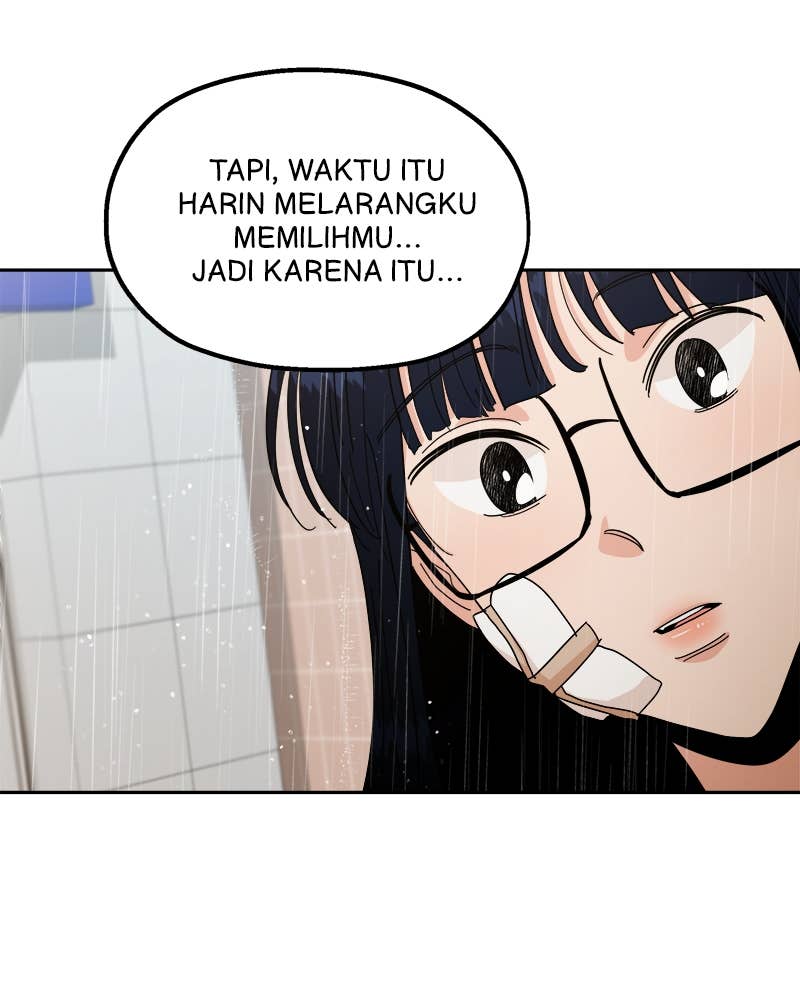 TAPI, WAKTU ITU
HARIN MELARANGKU
MEMILIHMU...
JADI KARENA ITU...